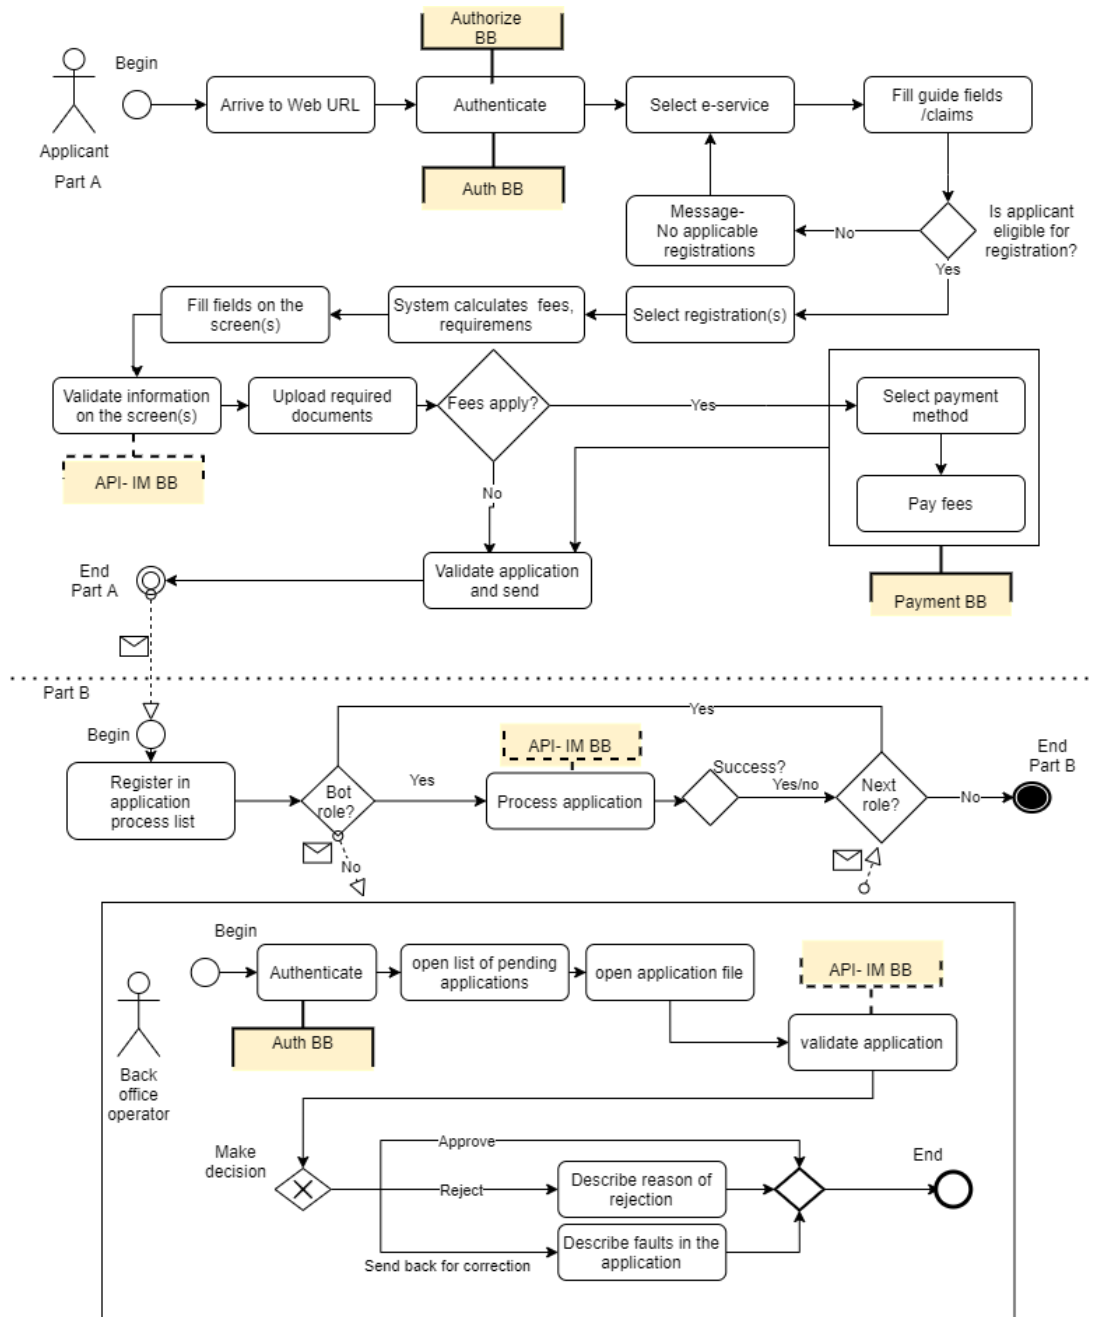 Authorize
BB
Begin
Arrive to Web URL
Authenticate
Select e-service
Fill guide fields
/claims
Applicant
Part A
Auth BB
Message-
No applicable
registrations
No
Is applicant
eligible for
registration?
Yes
Fill fields on the
screen(s)
System calculates fees,
requiremens
Select registration(s)
Validate information
on the screen(s)
Upload required
documents
Fees apply?
Yes
Select payment
method
API- IM BB
No
Pay fees
End
Part A
Validate application
and send
Payment BB
Part B
Begin
Yes
API- IM BB
End
Part B
Register in
application
process list
Bot
role?
Yes
Process application
Success?
Yes/no
Next
role?
No
No
Begin
Authenticate
open list of pending
applications
open application file
API- IM BB
Auth BB
validate application
Back
office
operator
Make
decision
Approve
End
Reject
Describe reason of
rejection
Send back for correction
Describe faults in the
application